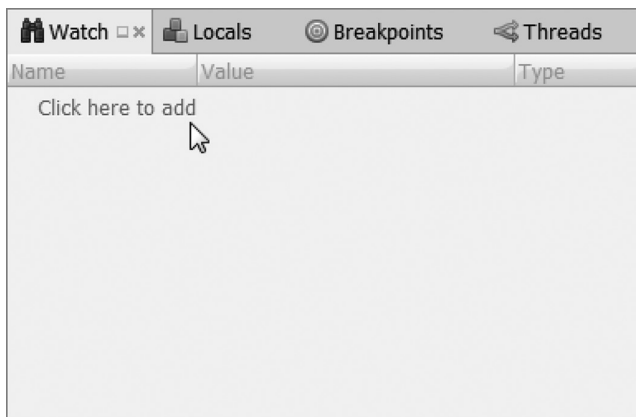 Watch Locals Breakpoints Threads
Name Value Type
Click here to add